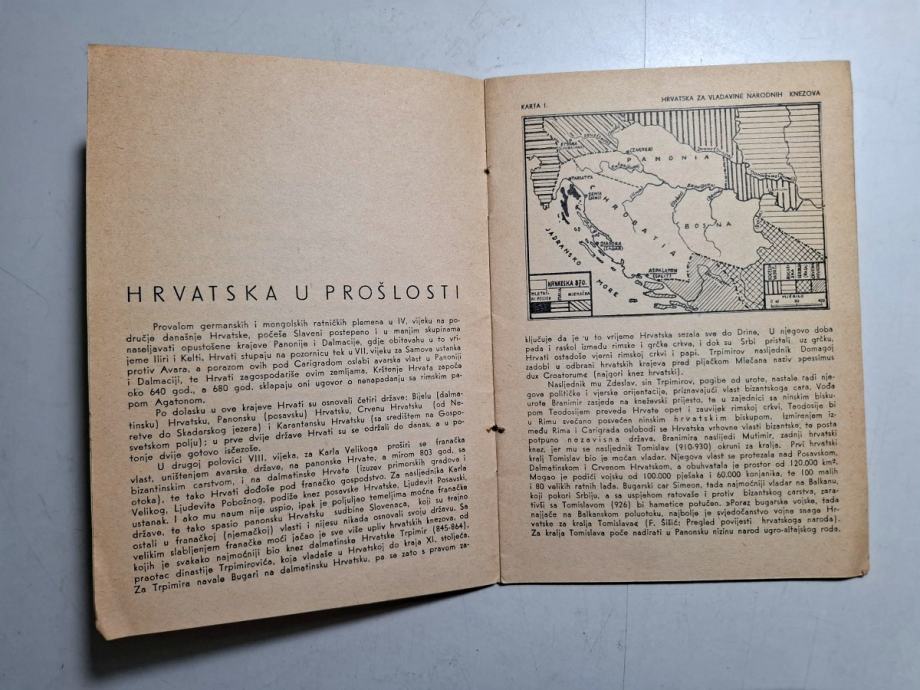 HRVATSKA U PROŠLOSTI
Provalom germanskih i mongolskih ratničkih plemena u IV. vijeku na po-
dručje današnje Hrvatske, počeše Slaveni postepeno i u manjim skupinama
naseljavati opustošene krajeve Panonije i Dalmacije, gdje obitavahu u to vri-
jeme Iliri i Kelti. Hrvati stupaju na pozornicu tek u VII. vijeku za Samova ustanka
protiv Avara, a porazom ovih pod Carigradom oslabi avarska vlast u Panoniji
i Dalmaciji, te Hrvati zagospodariše ovim zemljama. Krštenje Hrvata započa
oko 640 god., a 680 god. sklapaju oni ugovor o nenapadanju sa rimskim pa-
pom Agatonom.
Po dolasku u ove krajeve Hrvati su osnovali četiri države: Bijelu (dalma-
tinsku) Hrvatsku, Panonsku (posavsku) Hrvatsku, Crvenu Hrvatsku (od Ne-
retve do Skadarskog jezera) i Karantansku Hrvatsku (sa središtem na Gospo-
svetskom polju); u prve dvije države Hrvati su se održali do danas, a u po-
tonje dvije gotovo isčezoše.
U drugoj polovici VIII. vijeka, za Karla Velikoga proširi se franačka
vlast, uništenjem avarske države, na panonske Hrvate, a mirom 803 god. sa
bizantinskim carstvom, i na dalmatinske Hrvate (izuzev primorskih gradova i
otoka), te tako Hrvati dođoše pod franačko gospodstvo. Za nasljednika Karla
Velikog, Ljudevita Pobožnog, podiže knez posavske Hrvatske, Ljudevit Posavski,
ustanak. I ako mu naum nije uspio, ipak je poljuljao temeljima moćne franačke
države, te tako spasio panonsku Hrvatsku sudbine Slovenaca, koji su trajno
ostali u franačkoj (njemačkoj) vlasti i nijesu nikada osnovali svoju državu. Sa
velikim slabljenjem franačke moći jačao je sve više upliv hrvatskih knezova, od
kojih je svakako najmoćniji bio knez dalmatinske Hrvatske Trpimir (845-864),
praotac dinastije Trpimirovića, koja vladaše u Hrvatskoj do kraja XI. stoljeća.
Za Trpimira navale Bugari na dalmatinsku Hrvatsku, pa se zato s pravom za-
KARTA I.
HRVATSKA ZA VLADAVINE NARODNIH KNEZOVA
PANONIA
HROBATIA
BOSNA
JADRANSKO MORE
ASPALATON
HRVATSKA 870.
MJERILO
ključuje da je u to vrijeme Hrvatska sezala sve do Drine, U njegovo doba
pada i raskol između rimske i grčka crkva, i dok su Srbi pristali uz grčku,
Hrvati ostadoše vjerni rimskoj crkvi i papi. Trpimirov nasljednik Domagoj
zadobi u odbrani hrvatskih krajeva pred pljačkom Mlečana naziv apessimus
dux Croatorum« (najgori knez hrvatski).
Nasljednik mu Zdeslav, sin Trpimirov, pogibe od urote, nastale radi nje-
gova političke i vjerske orijentacije, priznavajući vlast bizantskoga cara. Vođa
urote Branimir zasjede na kneževski prijesto, te u zajednici sa ninskim bisku-
pom Teodosijem prevede Hrvate opet i zauvijek rimskoj crkvi, Teodosije bi
u Rimu svečano posvećen ninskim hrvatskim biskupom, Izmirenjem iz-
među Rima i Carigrada oslobodi se Hrvatska vrhovne vlasti bizantske, te posta
potpuno nezavisna država. Branimira naslijedi Mutimir, zadnji hrvatski
knez, jer mu se nasljednik Tomislav (910-930) okruni za kralja. Prvi hrvatski
kralj Tomislav bio je moćan vladar. Njegova vlast se protezala nad Posavskom,
Dalmatinskom i Crvenom Hrvatskom, a obuhvatala je prostor od 120.000 km².
Mogao je podići vojsku od 100.000 pješaka i 60.000 konjanika, te 100 malih
i 80 velikih ratnih lađa. Bugarski car Simeon, tada najmoćniji vladar na Balkanu,
koji pokori Srbiju, a sa uspjehom ratovaše i protiv bizantskog carstva, zara-
tivši sa Tomislavom (926) bi hametice potučen. »Poraz bugarske vojske, tada
najjače na Balkanskom poluotoku, najbolje je svjedočanstvo vojne snage Hr-
vatske za kralja Tomislava« (F. Šišić; Pregled povijesti hrvatskoga naroda).
Za kralja Tomislava poče nadirati u Panonsku nizinu narod ugro-altajskog roda,